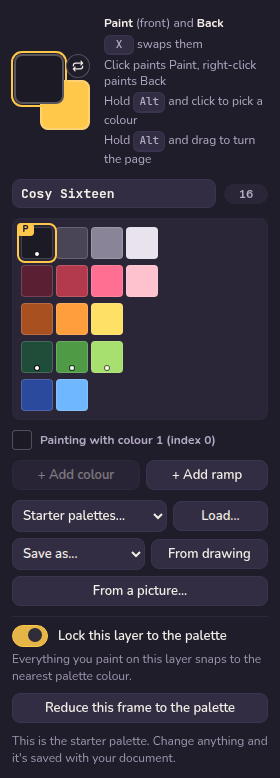 Paint (front) and Back
X swaps them
Click paints Paint, right-click
paints Back
Hold Alt and click to pick a
colour
Hold Alt and drag to turn
the page
Cosy Sixteen
16
P
Painting with colour 1 (index 0)
+ Add colour
+ Add ramp
Starter palettes...
Load...
Save as...
From drawing
From a picture...
Lock this layer to the palette
Everything you paint on this layer snaps to the
nearest palette colour.
Reduce this frame to the palette
This is the starter palette. Change anything and
it's saved with your document.